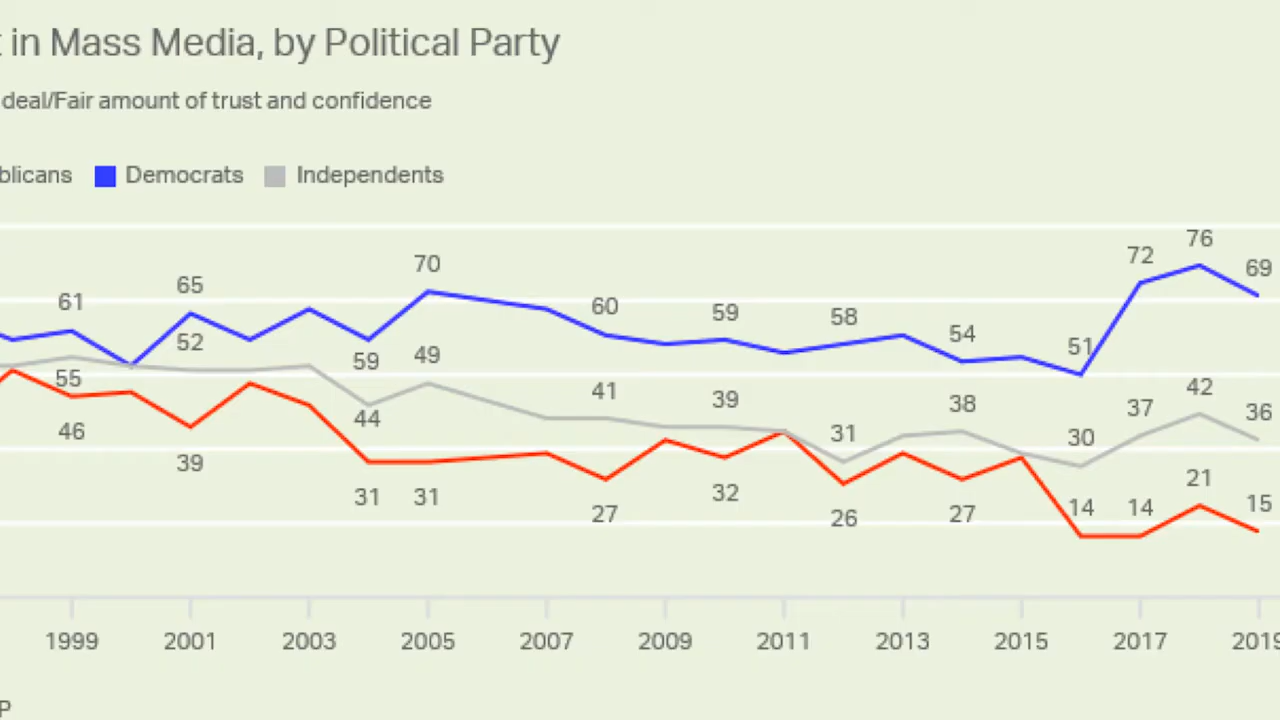 in Mass Media, by Political Party
deal/Fair amount of trust and confidence
blicans Democrats Independents
76
72
70 69
65
61 60 59 58
54
52 51
59 49
55 41 42
39 38 37 36
44
46 31 30
39
21
31 31 32 14 14 15
27 26 27
1999 2001 2003 2005 2007 2009 2011 2013 2015 2017 2019
P